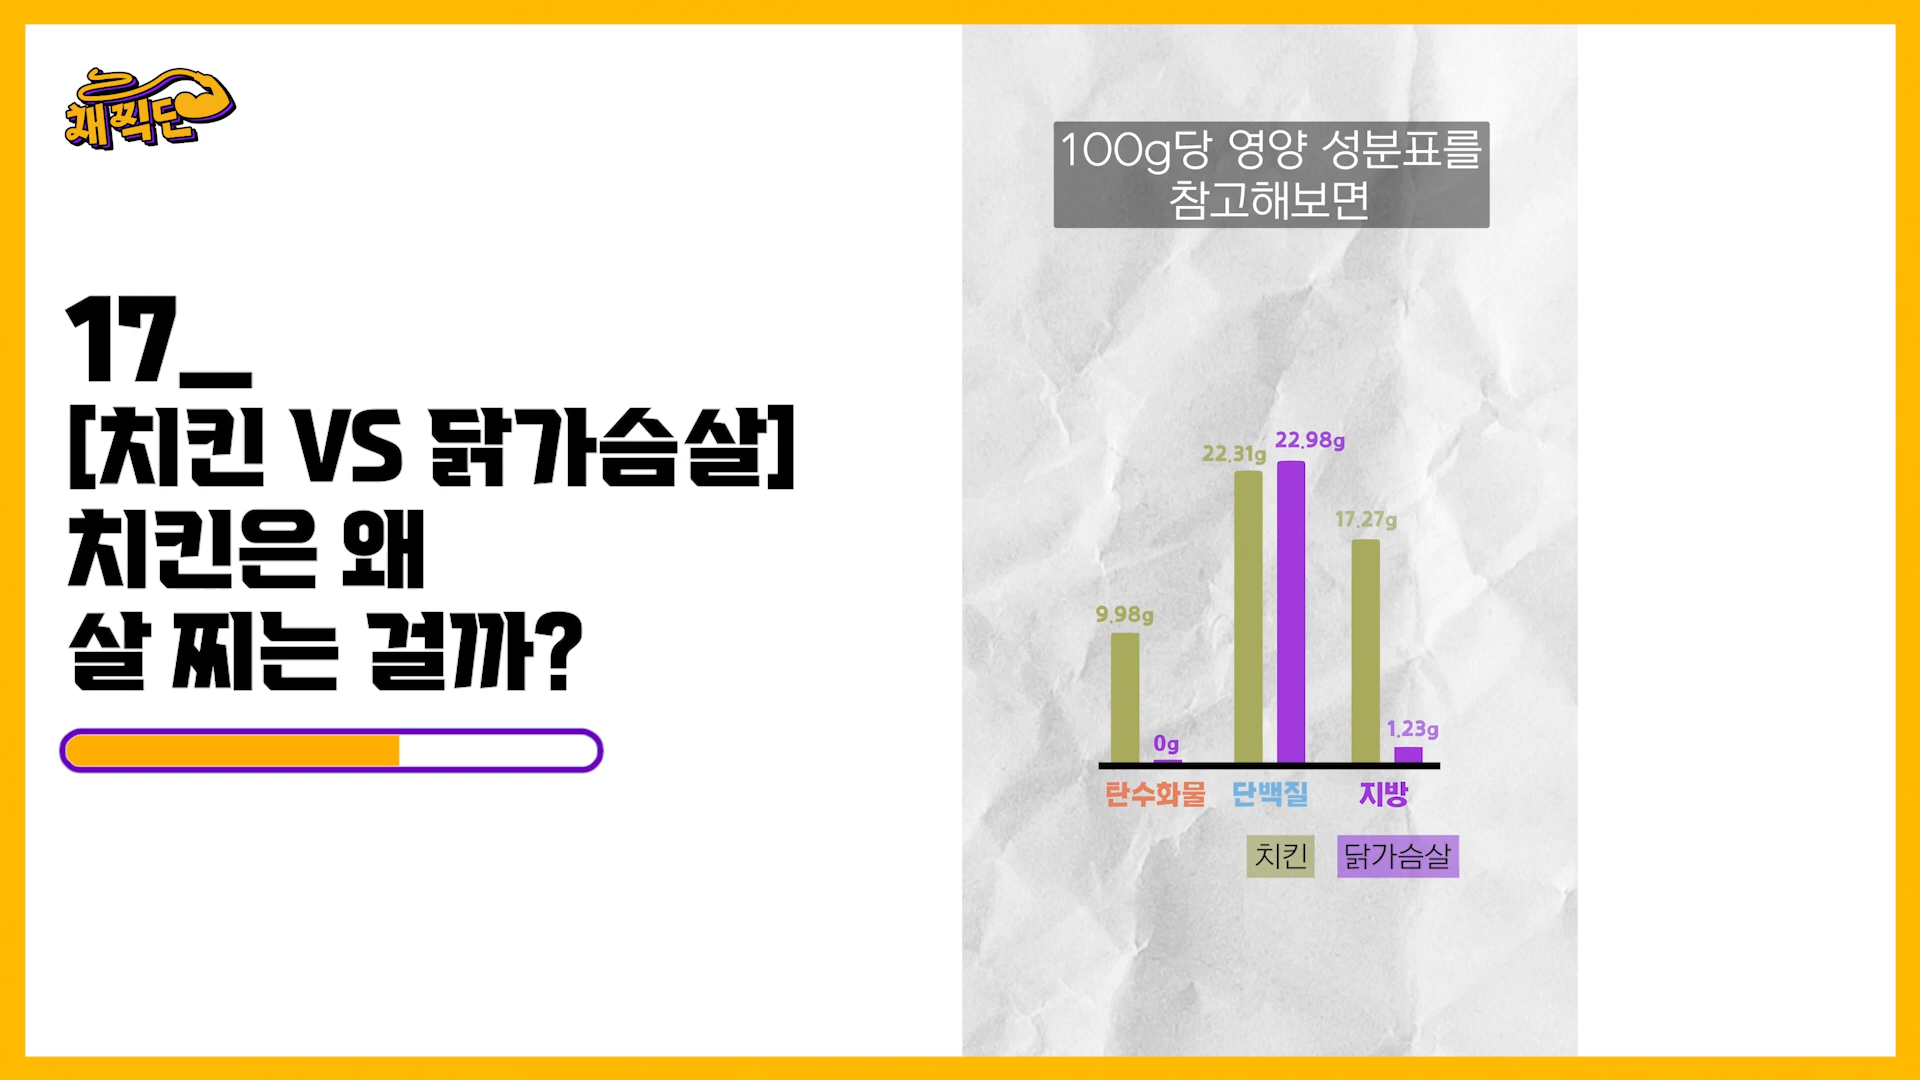 채찍단
17_
[치킨 VS 닭가슴살]
치킨은 왜
살 찌는 걸까?
100g당 영양 성분표를
참고해보면
22.31g
22.98g
17.27g
9.98g
0g
1.23g
탄수화물
단백질
지방
치킨
닭가슴살